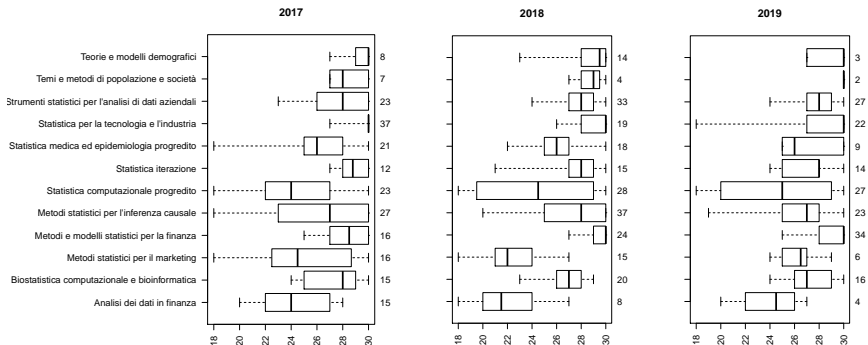 2017
2018
2019
Teorie e modelli demografici
Temi e metodi di popolazione e società
Strumenti statistici per l'analisi di dati aziendali
Statistica per la tecnologia e l'industria
Statistica medica ed epidemiologia progredito
Statistica iterazione
Statistica computazionale progredito
Metodi statistici per l'inferenza causale
Metodi e modelli statistici per la finanza
Metodi statistici per il marketing
Biostatistica computazionale e bioinformatica
Analisi dei dati in finanza
8
7
23
37
21
12
23
27
16
16
15
15
18 20 22 24 26 28 30
14
4
33
19
18
15
28
37
24
15
20
8
18 20 22 24 26 28 30
3
2
27
22
9
14
27
23
34
6
16
4
18 20 22 24 26 28 30